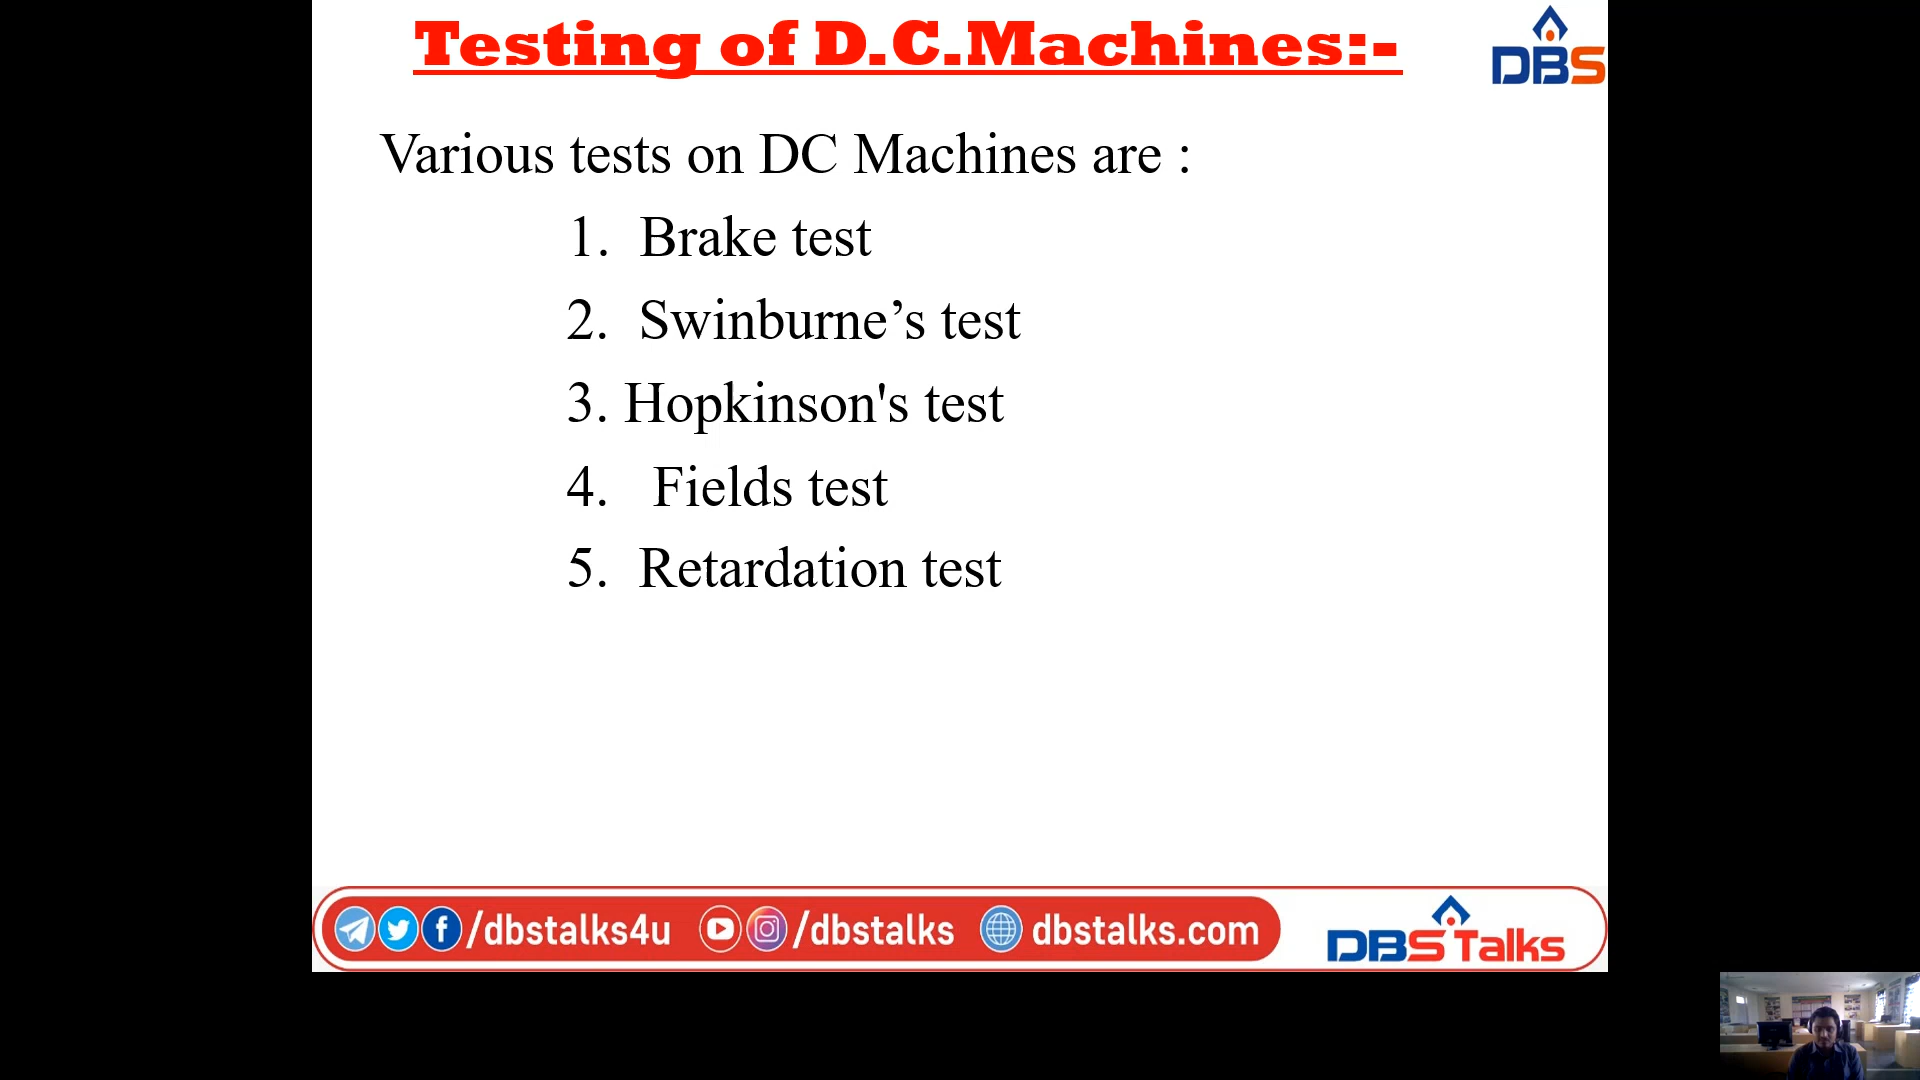 Testing of D.C.Machines:-
DBS
Various tests on DC Machines are :
1. Brake test
2. Swinburne’s test
3. Hopkinson's test
4. Fields test
5. Retardation test
/dbstalks4u /dbstalks dbstalks.com
DBS Talks